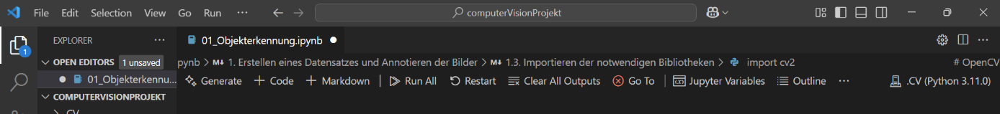 File Edit Selection View Go Run ··· computerVisionProjekt
EXPLORER ··· 01_Objekterkennung.ipynb
1
OPEN EDITORS 1 unsaved pynb > 1. Erstellen eines Datensatzes und Annotieren der Bilder > 1.3. Importieren der notwendigen Bibliotheken > import cv2 # OpenCV
01_Objekterkennu... Generate + Code + Markdown Run All Restart Clear All Outputs Go To Jupyter Variables Outline ··· .CV (Python 3.11.0)
COMPUTERVISIONPROJEKT
> .CV